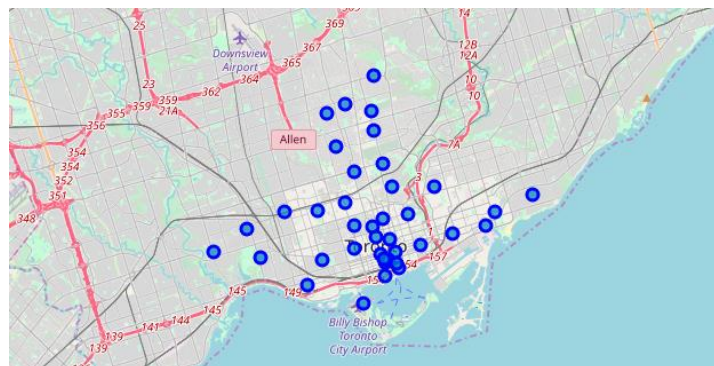 25
367
14
Downsview
Airport
369
365
12B
12A
23
364
362
359
359
21A
355
10
10
356
Allen
354
354
7A
352
351
3
348
1
Toronto
157
54
15
149
145
145
144
141
139
139
Billy Bishop
Toronto
City Airport